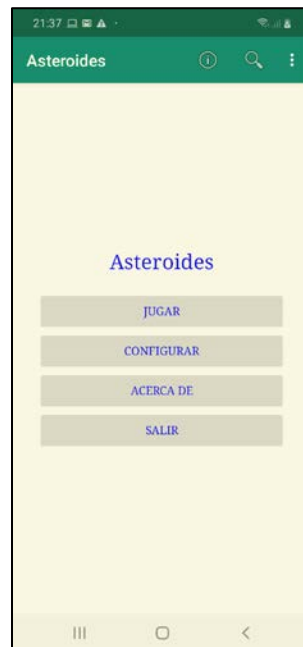 21:37
Asteroides
Asteroides
JUGAR
CONFIGURAR
ACERCA DE
SALIR